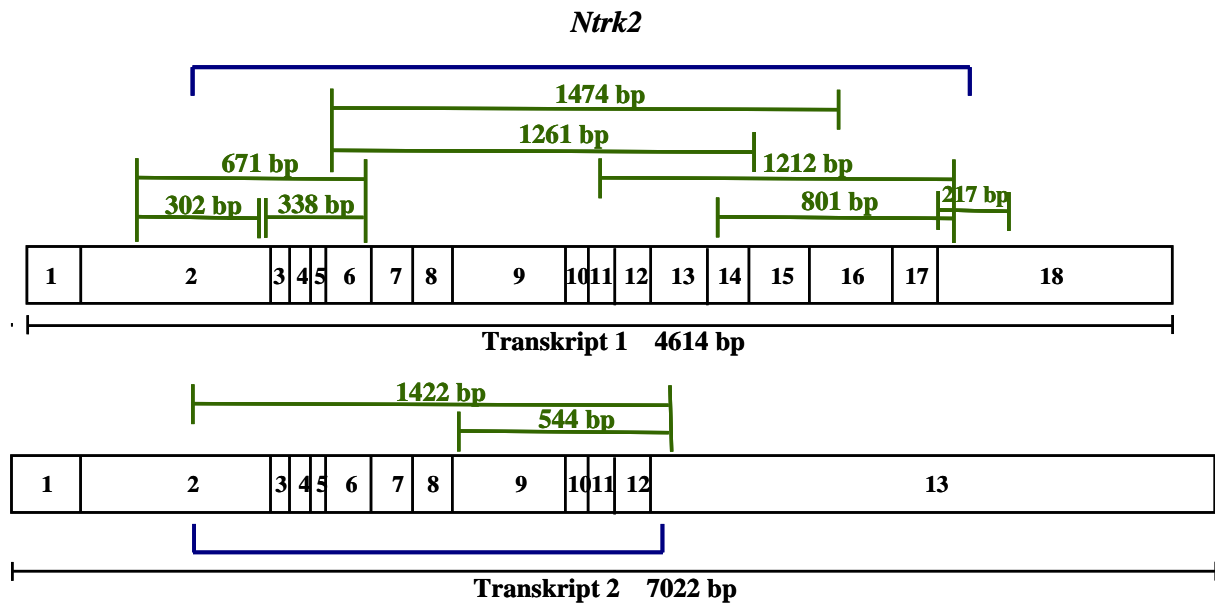 Ntrk2
1474 bp
1261 bp
671 bp 1212 bp
302 bp 338 bp 801 bp 217 bp
1 2 3 4 5 6 7 8 9 10 11 12 13 14 15 16 17 18
Transkript 1 4614 bp
1422 bp
544 bp
1 2 3 4 5 6 7 8 9 10 11 12 13
Transkript 2 7022 bp